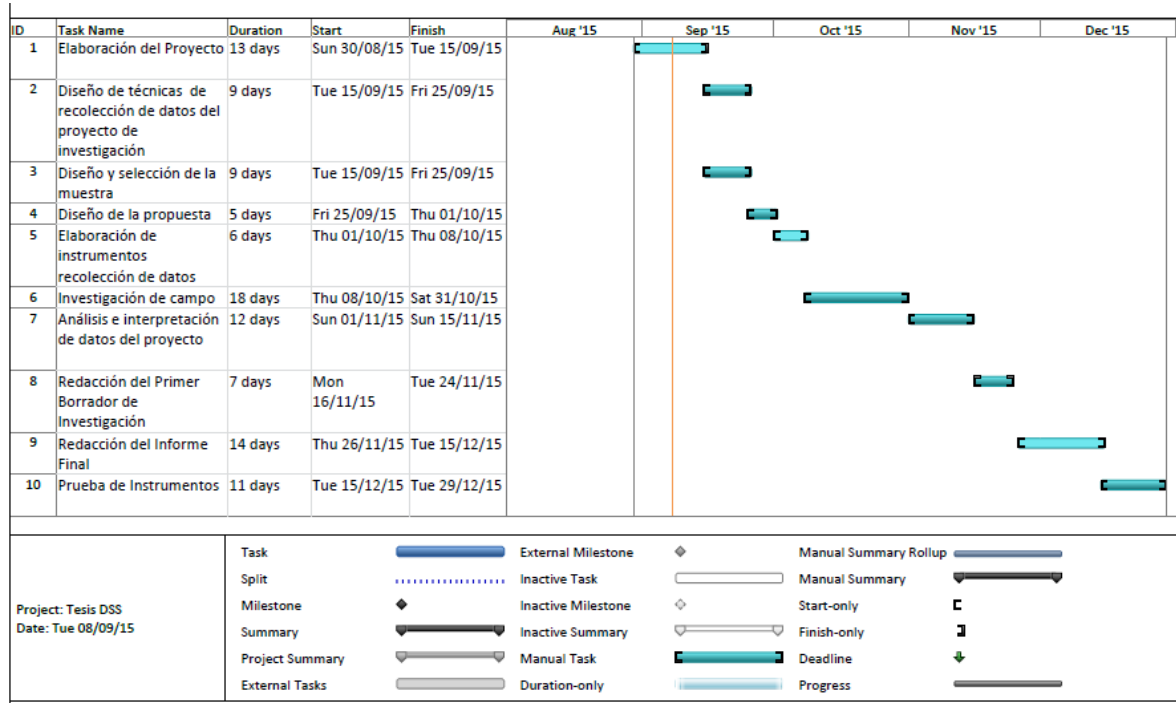 ID Task Name Duration Start Finish Aug '15 Sep '15 Oct '15 Nov '15 Dec '15
1 Elaboración del Proyecto 13 days Sun 30/08/15 Tue 15/09/15
2 Diseño de técnicas de 9 days Tue 15/09/15 Fri 25/09/15
recolección de datos del
proyecto de
investigación
3 Diseño y selección de la 9 days Tue 15/09/15 Fri 25/09/15
muestra
4 Diseño de la propuesta 5 days Fri 25/09/15 Thu 01/10/15
5 Elaboración de 6 days Thu 01/10/15 Thu 08/10/15
instrumentos
recolección de datos
6 Investigación de campo 18 days Thu 08/10/15 Sat 31/10/15
7 Análisis e interpretación 12 days Sun 01/11/15 Sun 15/11/15
de datos del proyecto
8 Redacción del Primer 7 days Mon Tue 24/11/15
Borrador de 16/11/15
Investigación
9 Redacción del Informe 14 days Thu 26/11/15 Tue 15/12/15
Final
10 Prueba de Instrumentos 11 days Tue 15/12/15 Tue 29/12/15
Project: Tesis DSS
Date: Tue 08/09/15
Task External Milestone Manual Summary Rollup
Split Inactive Task Manual Summary
Milestone Inactive Milestone Start-only
Summary Inactive Summary Finish-only
Project Summary Manual Task Deadline
External Tasks Duration-only Progress